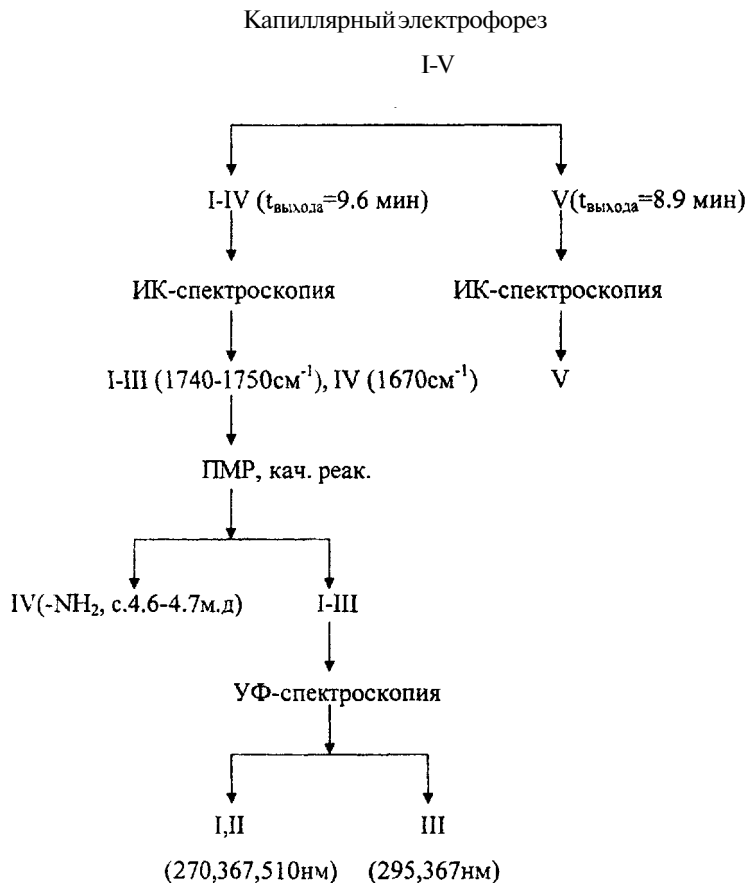 Капиллярный электрофорез
I-V
I-IV (tвыхода=9.6 мин) V(tвыхода=8.9 мин)
ИК-спектроскопия ИК-спектроскопия
I-III (1740-1750см⁻¹), IV (1670см⁻¹) V
ПМР, кач. реак.
IV(-NH₂, с.4.6-4.7м.д) I-III
УФ-спектроскопия
I,II III
(270,367,510нм) (295,367нм)